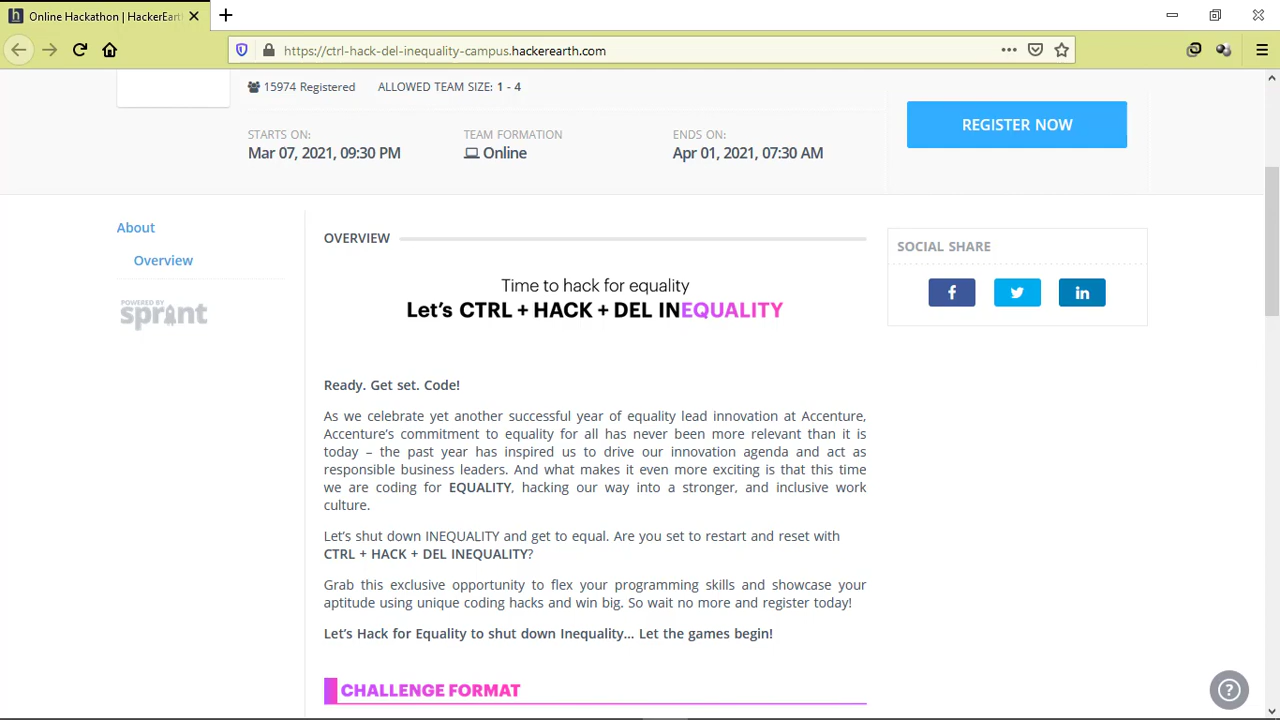 Online Hackathon | HackerEart
https://ctrl-hack-del-inequality-campus.hackerearth.com
15974 Registered
ALLOWED TEAM SIZE: 1 - 4
STARTS ON:
Mar 07, 2021, 09:30 PM
TEAM FORMATION
Online
ENDS ON:
Apr 01, 2021, 07:30 AM
REGISTER NOW
About
Overview
POWERED BY
sprint
OVERVIEW
Time to hack for equality
Let's CTRL + HACK + DEL INEQUALITY
Ready. Get set. Code!
As we celebrate yet another successful year of equality lead innovation at Accenture,
Accenture's commitment to equality for all has never been more relevant than it is
today – the past year has inspired us to drive our innovation agenda and act as
responsible business leaders. And what makes it even more exciting is that this time
we are coding for EQUALITY, hacking our way into a stronger, and inclusive work
culture.
Let's shut down INEQUALITY and get to equal. Are you set to restart and reset with
CTRL + HACK + DEL INEQUALITY?
Grab this exclusive opportunity to flex your programming skills and showcase your
aptitude using unique coding hacks and win big. So wait no more and register today!
Let's Hack for Equality to shut down Inequality... Let the games begin!
CHALLENGE FORMAT
SOCIAL SHARE